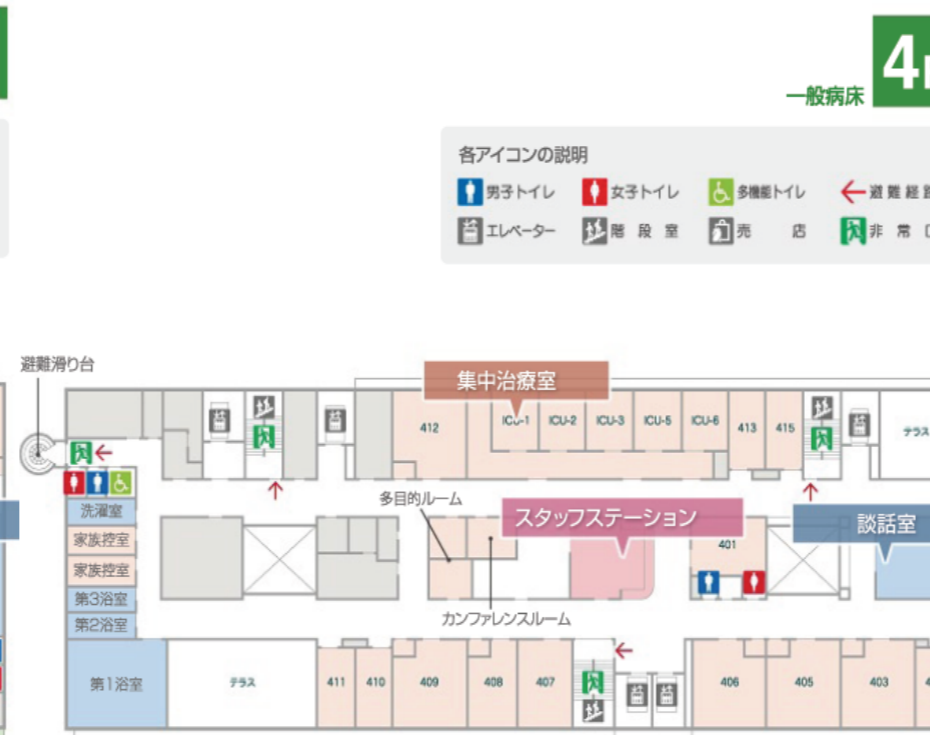 4
一般病床
各アイコンの説明
男子トイレ 女子トイレ 多機能トイレ 避難経
エレベーター 階段室 売店 非常
避難滑り台
集中治療室
412 ICU-1 ICU-2 ICU-3 ICU-5 ICU-6 413 415 テラス
多目的ルーム
洗濯室 スタッフステーション 談話室
家族控室 401
家族控室
第3浴室
カンファレンスルーム
第2浴室
第1浴室 テラス 411 410 409 408 407 406 405 403